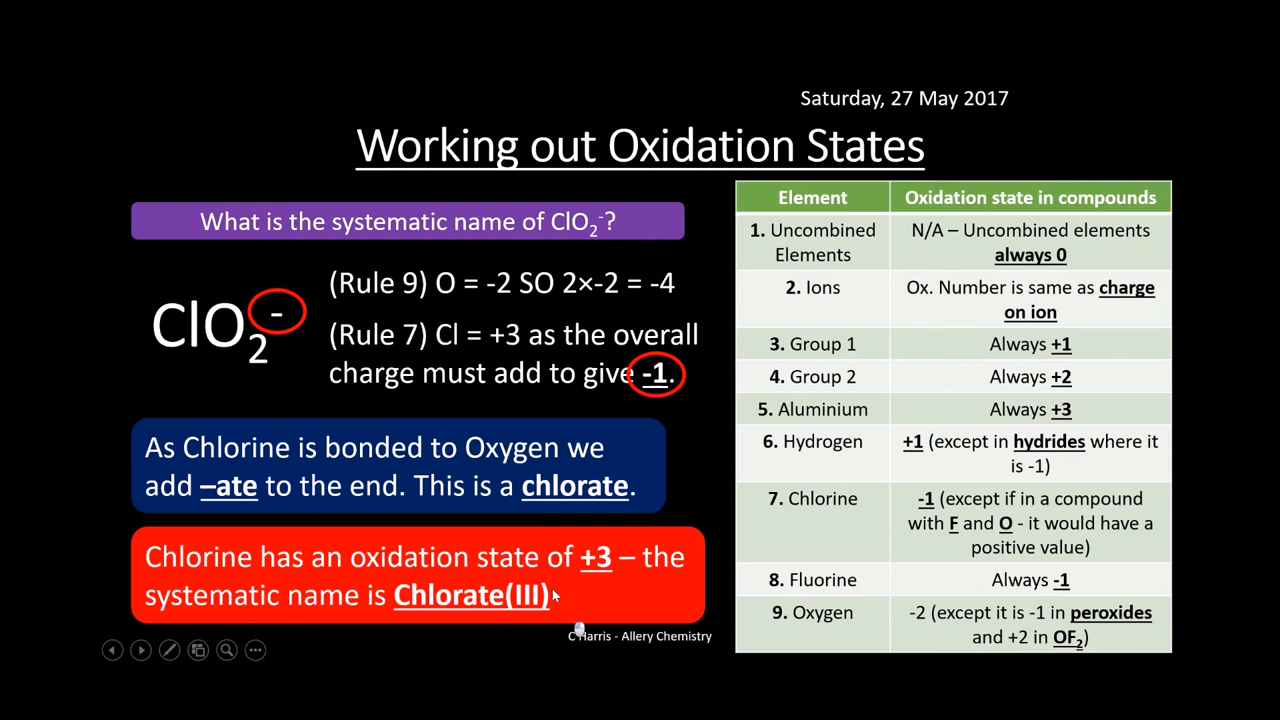 Saturday, 27 May 2017
Working out Oxidation States
What is the systematic name of ClO2-?
ClO2-
(Rule 9) O = -2 SO 2×-2 = -4
(Rule 7) Cl = +3 as the overall
charge must add to give -1.
As Chlorine is bonded to Oxygen we
add –ate to the end. This is a chlorate.
Chlorine has an oxidation state of +3 – the
systematic name is Chlorate(III)
C Harris - Allery Chemistry
Element
Oxidation state in compounds
1. Uncombined
Elements
N/A – Uncombined elements
always 0
2. Ions
Ox. Number is same as charge
on ion
3. Group 1
Always +1
4. Group 2
Always +2
5. Aluminium
Always +3
6. Hydrogen
+1 (except in hydrides where it
is -1)
7. Chlorine
-1 (except if in a compound
with F and O - it would have a
positive value)
8. Fluorine
Always -1
9. Oxygen
-2 (except it is -1 in peroxides
and +2 in OF2)